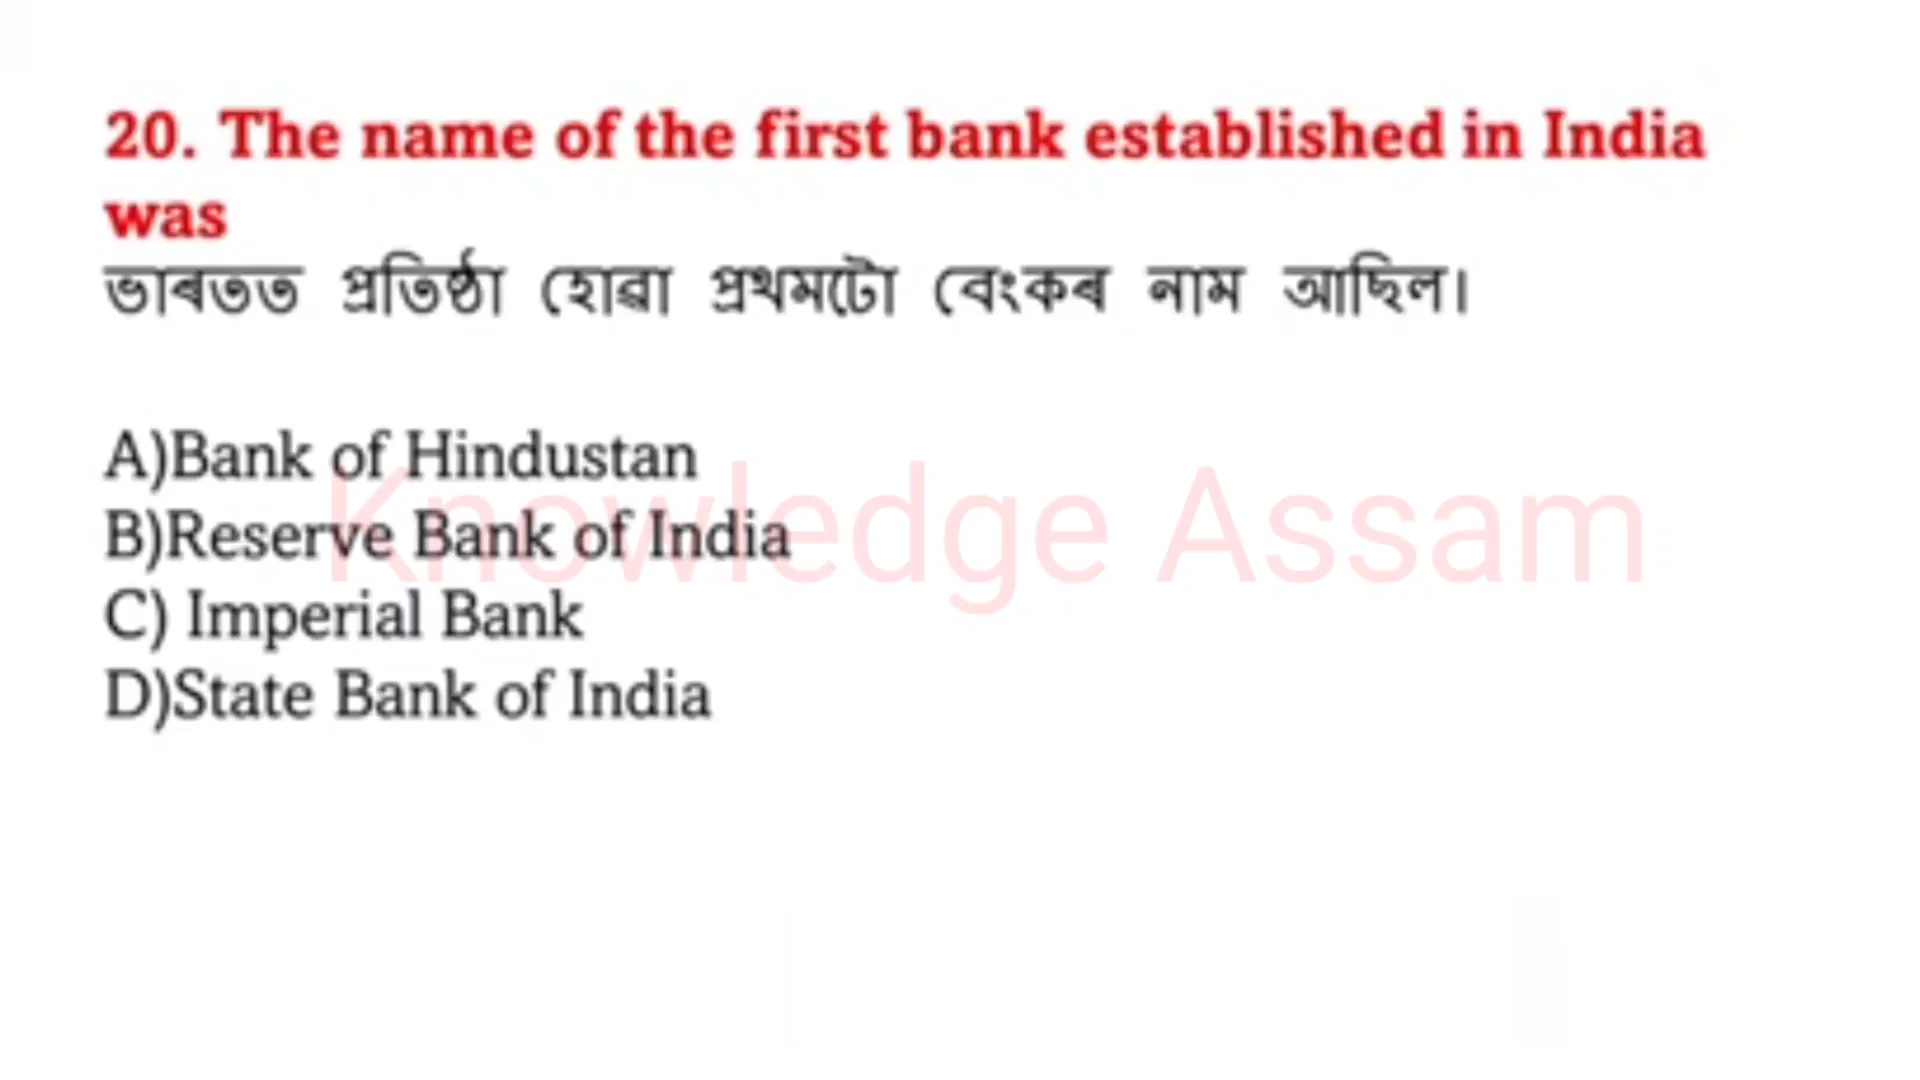 20. The name of the first bank established in India
was
ভাৰতত প্ৰতিষ্ঠা হোৱা প্ৰথমটো বেংকৰ নাম আছিল।
A)Bank of Hindustan
B)Reserve Bank of India
C) Imperial Bank
D)State Bank of India
Knowledge Assam